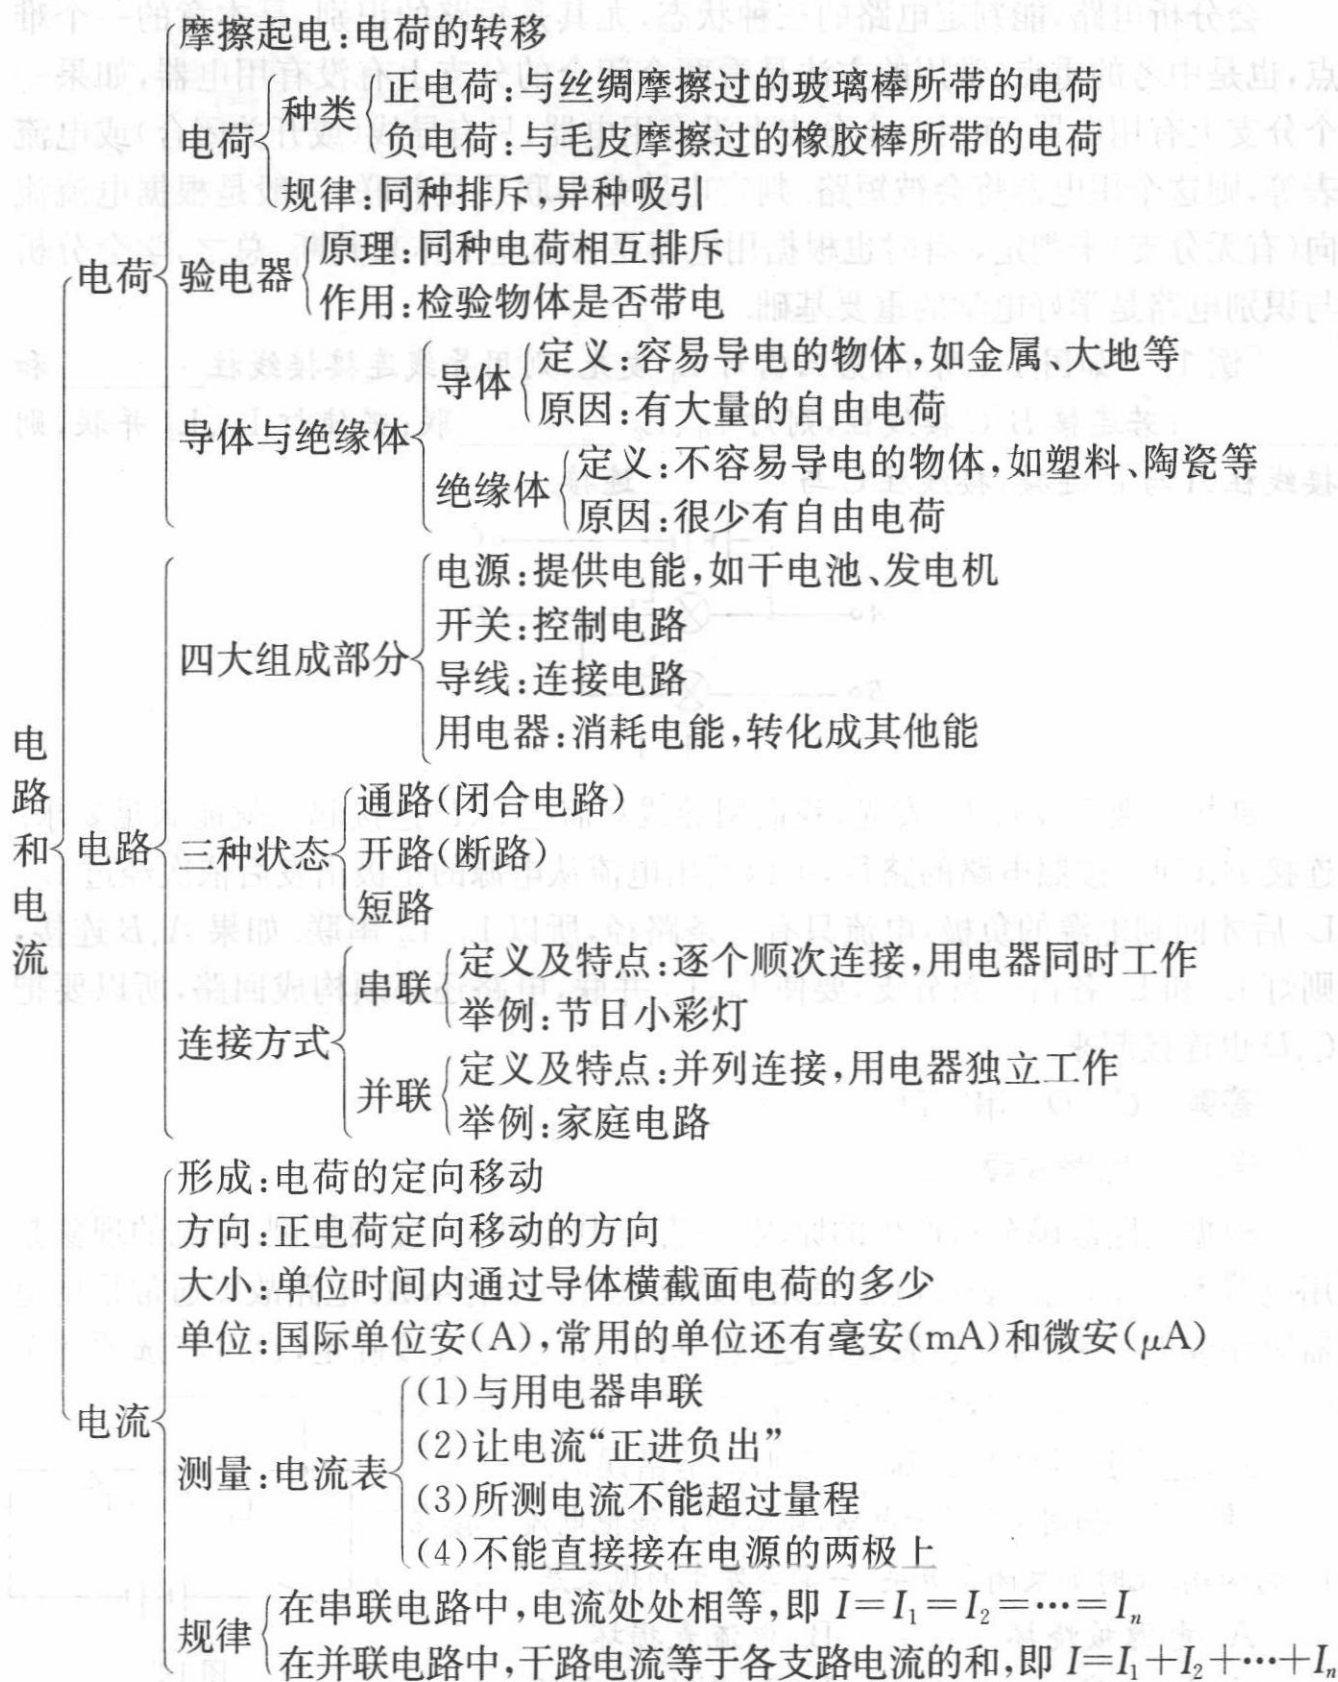 摩擦起电:电荷的转移
种类
正电荷:与丝绸摩擦过的玻璃棒所带的电荷
负电荷:与毛皮摩擦过的橡胶棒所带的电荷
电荷
规律:同种排斥,异种吸引
电荷
验电器
原理:同种电荷相互排斥
作用:检验物体是否带电
导体与绝缘体
导体
定义:容易导电的物体,如金属、大地等
原因:有大量的自由电荷
绝缘体
定义:不容易导电的物体,如塑料、陶瓷等
原因:很少有自由电荷
电路和电流
电路
四大组成部分
电源:提供电能,如干电池、发电机
开关:控制电路
导线:连接电路
用电器:消耗电能,转化成其他能
三种状态
通路(闭合电路)
开路(断路)
短路
连接方式
串联
定义及特点:逐个顺次连接,用电器同时工作
举例:节日小彩灯
并联
定义及特点:并列连接,用电器独立工作
举例:家庭电路
电流
形成:电荷的定向移动
方向:正电荷定向移动的方向
大小:单位时间内通过导体横截面电荷的多少
单位:国际单位安(A),常用的单位还有毫安(mA)和微安(μA)
测量:电流表
(1)与用电器串联
(2)让电流“正进负出”
(3)所测电流不能超过量程
(4)不能直接接在电源的两极上
规律
在串联电路中,电流处处相等,即 I=I₁=I₂=⋯=Iₙ
在并联电路中,干路电流等于各支路电流的和,即 I=I₁+I₂+⋯+Iₙ